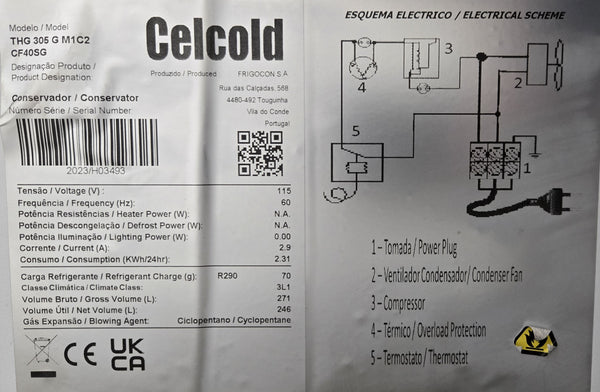 Modelo / Model
THG 305 G M1C2
CF40SG
Designação Produto /
Product Designation:
Conservador / Conservator
Número Série / Serial Number
2023/H03493
Celcold
Produzido / Produced
FRIGOCON S.A
Rua das Calçadas, 568
4480-492 Touguinha
Vila do Conde
Portugal
Tensão / Voltage (V) : 115
Frequência / Frequency (Hz): 60
Potência Resistências / Heater Power (W): N.A.
Potência Descongelação / Defrost Power (W): N.A.
Potência Iluminação / Lighting Power (W): 0.00
Corrente / Current (A): 2.9
Consumo / Consumption (KWh/24hr): 2.31
Carga Refrigerante / Refrigerant Charge (g): R290 70
Classe Climática / Climate Class: 3L1
Volume Bruto / Gross Volume (L): 271
Volume Útil / Net Volume (L): 246
Gás Expansão / Blowing Agent: Ciclopentano / Cyclopentane
CE
UK
CA
ESQUEMA ELECTRICO / ELECTRICAL SCHEME
3
4
2
5
1
1 – Tomada / Power Plug
2 – Ventilador Condensador/ Condenser Fan
3 – Compressor
4 – Térmico / Overload Protection
5 – Termostato / Thermostat